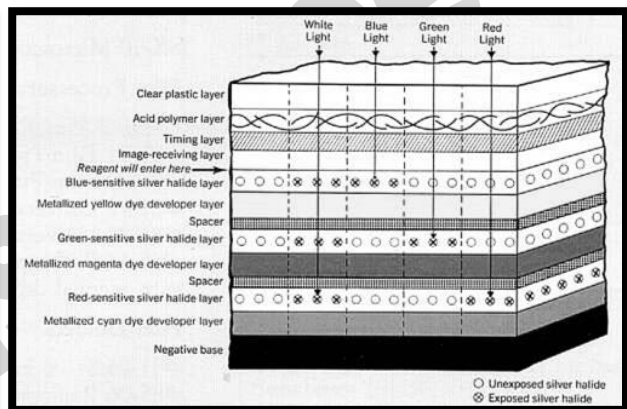 White Light
Blue Light
Green Light
Red Light
Clear plastic layer
Acid polymer layer
Timing layer
Image-receiving layer
Reagent will enter here
Blue-sensitive silver halide layer
Metallized yellow dye developer layer
Spacer
Green-sensitive silver halide layer
Metallized magenta dye developer layer
Spacer
Red-sensitive silver halide layer
Metallized cyan dye developer layer
Negative base
Unexposed silver halide
Exposed silver halide